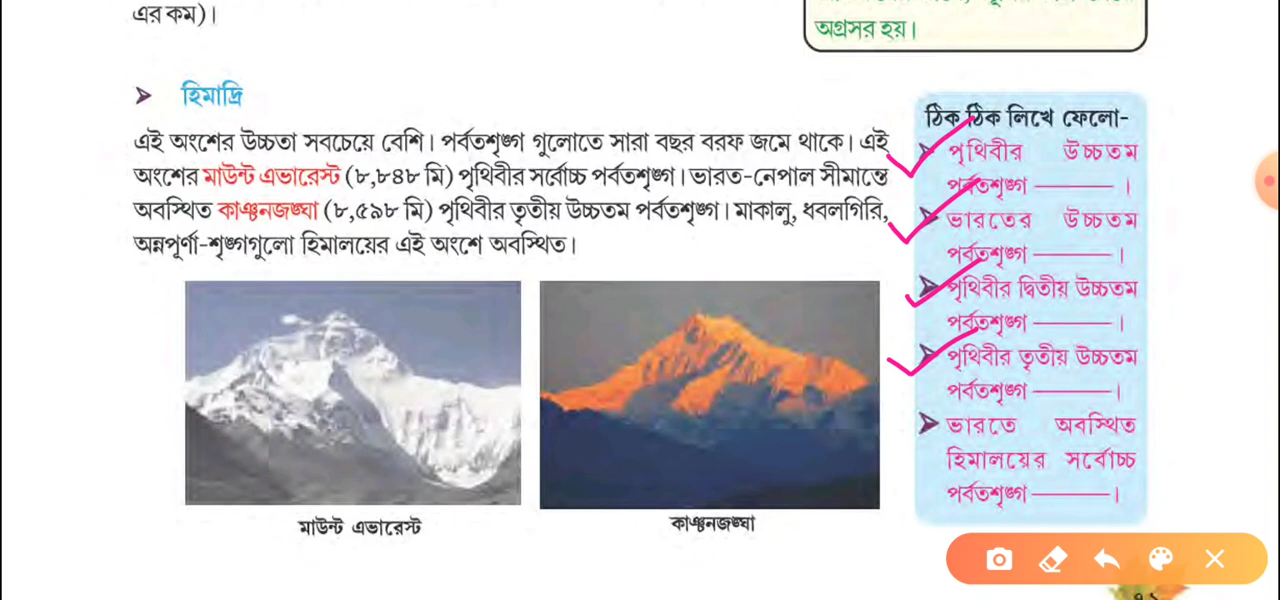 এর কম)।
অগ্রসর হয়।
➤ হিমাদ্রি
এই অংশের উচ্চতা সবচেয়ে বেশি। পর্বতশৃঙ্গ গুলোতে সারা বছর বরফ জমে থাকে। এই
অংশের মাউন্ট এভারেস্ট (৮,৮৪৮ মি) পৃথিবীর সর্বোচ্চ পর্বতশৃঙ্গ। ভারত-নেপাল সীমান্তে
অবস্থিত কাঞ্চনজঙ্ঘা (৮,৫৯৮ মি) পৃথিবীর তৃতীয় উচ্চতম পর্বতশৃঙ্গ। মাকালু, ধবলগিরি,
অন্নপূর্ণা-শৃঙ্গগুলো হিমালয়ের এই অংশে অবস্থিত।
মাউন্ট এভারেস্ট
কাঞ্চনজঙ্ঘা
ঠিক ঠিক লিখে ফেলো-
➤ পৃথিবীর উচ্চতম
পর্বতশৃঙ্গ ———।
➤ ভারতের উচ্চতম
পর্বতশৃঙ্গ ———।
➤ পৃথিবীর দ্বিতীয় উচ্চতম
পর্বতশৃঙ্গ ———।
➤ পৃথিবীর তৃতীয় উচ্চতম
পর্বতশৃঙ্গ ———।
➤ ভারতে অবস্থিত
হিমালয়ের সর্বোচ্চ
পর্বতশৃঙ্গ ———।